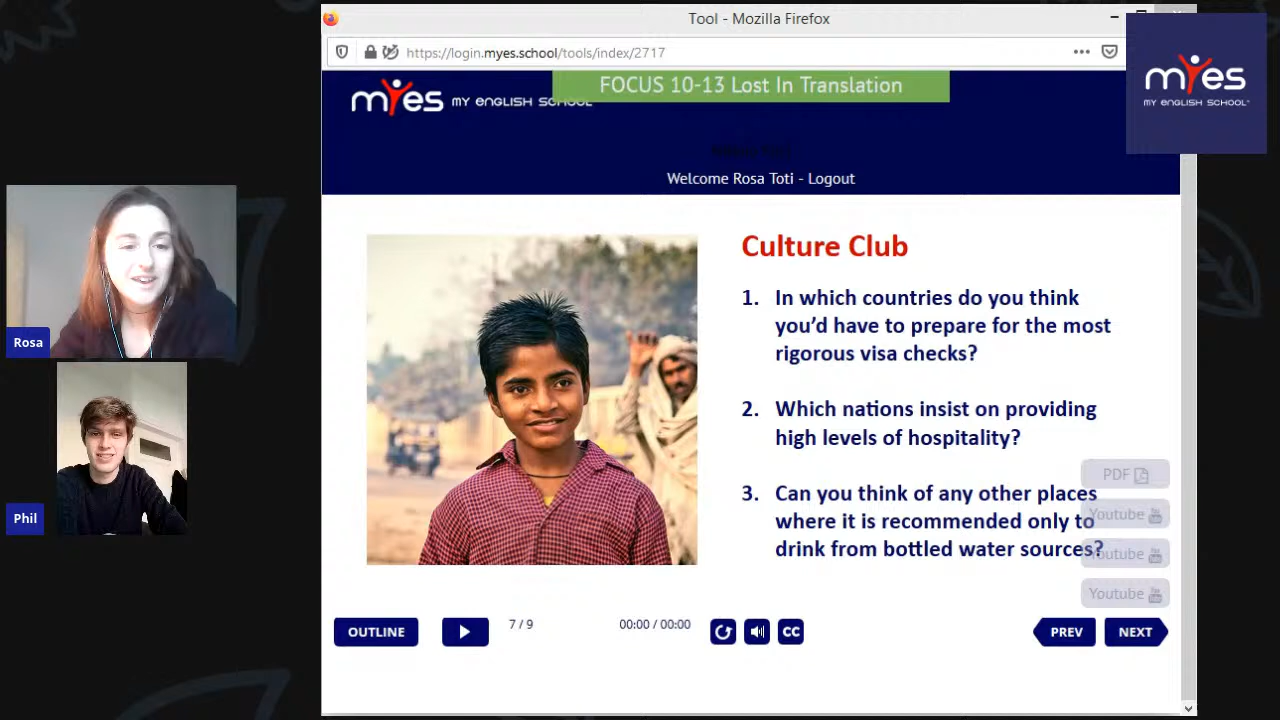 Tool - Mozilla Firefox
https://login.myes.school/tools/index/2717
myes MY ENGLISH SCHOOL
FOCUS 10-13 Lost In Translation
myes
MY ENGLISH SCHOOL
Welcome Rosa Toti - Logout
Rosa
Phil
Culture Club
1. In which countries do you think
you'd have to prepare for the most
rigorous visa checks?
2. Which nations insist on providing
high levels of hospitality?
3. Can you think of any other places
where it is recommended only to
drink from bottled water sources?
PDF
Youtube
Youtube
Youtube
OUTLINE
7 / 9
00:00 / 00:00
CC
PREV
NEXT